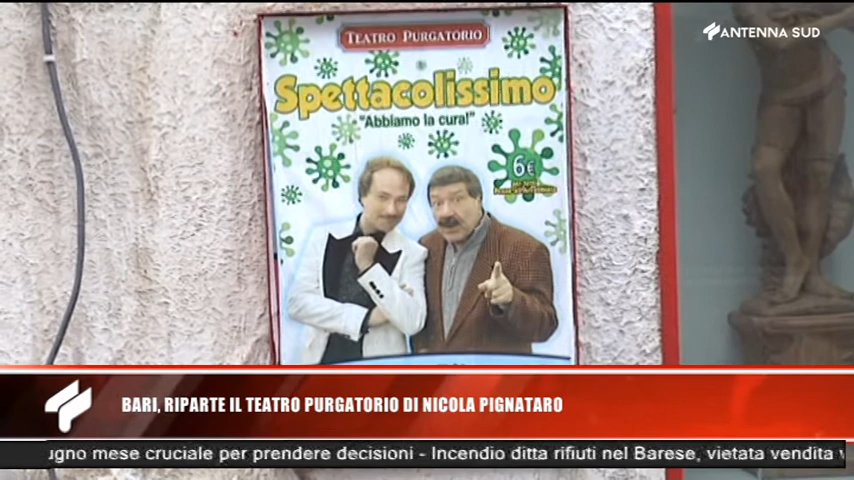 ANTENNA SUD
TEATRO PURGATORIO
Spettacolissimo
"Abbiamo la cura!"
6€
BARI, RIPARTE IL TEATRO PURGATORIO DI NICOLA PIGNATARO
mese cruciale per prendere decisioni - Incendio ditta rifiuti nel Barese, vietata vendita